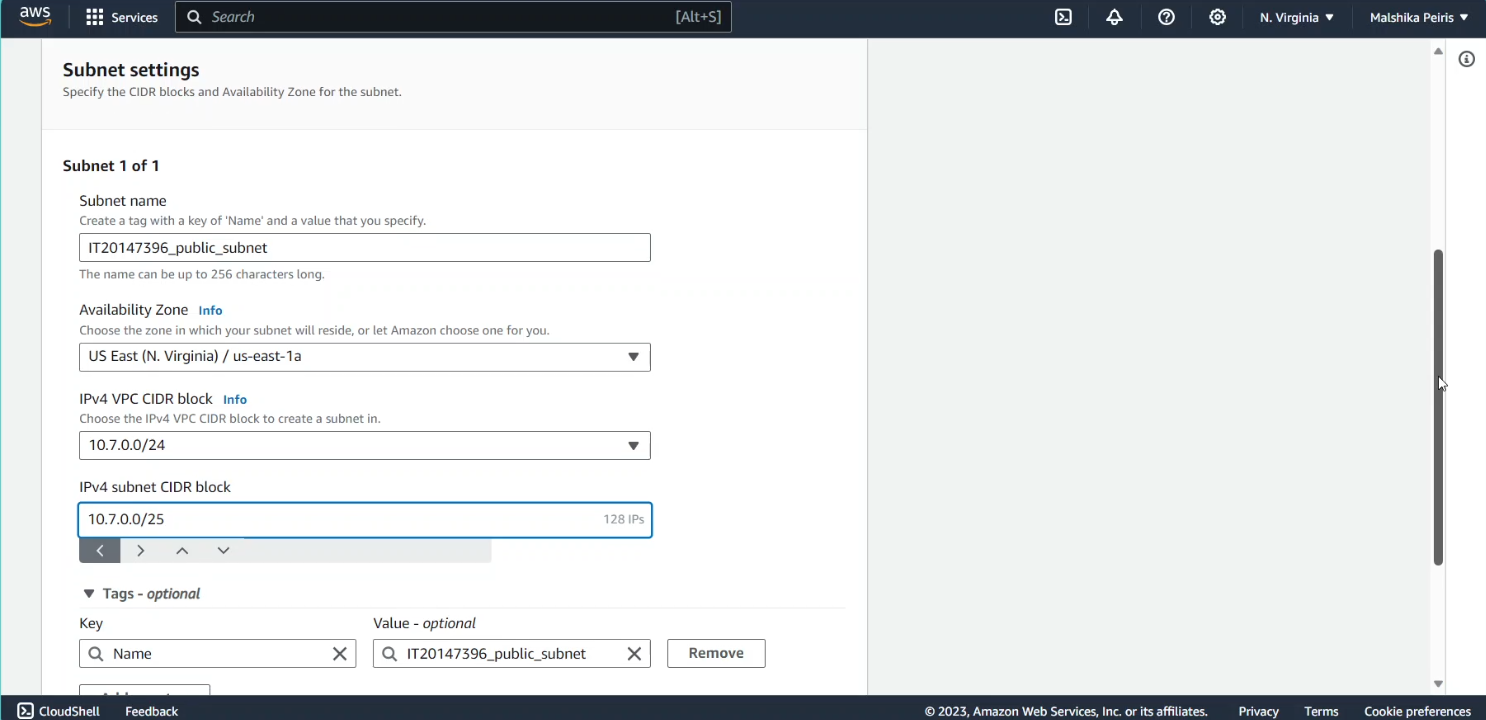 aws Services Search [Alt+S] N. Virginia ▼ Malshika Peiris ▼
Subnet settings
Specify the CIDR blocks and Availability Zone for the subnet.
Subnet 1 of 1
Subnet name
Create a tag with a key of 'Name' and a value that you specify.
IT20147396_public_subnet
The name can be up to 256 characters long.
Availability Zone Info
Choose the zone in which your subnet will reside, or let Amazon choose one for you.
US East (N. Virginia) / us-east-1a
IPv4 VPC CIDR block Info
Choose the IPv4 VPC CIDR block to create a subnet in.
10.7.0.0/24
IPv4 subnet CIDR block
10.7.0.0/25 128 IPs
Tags - optional
Key Value - optional
Name IT20147396_public_subnet Remove
CloudShell Feedback © 2023, Amazon Web Services, Inc. or its affiliates. Privacy Terms Cookie preferences